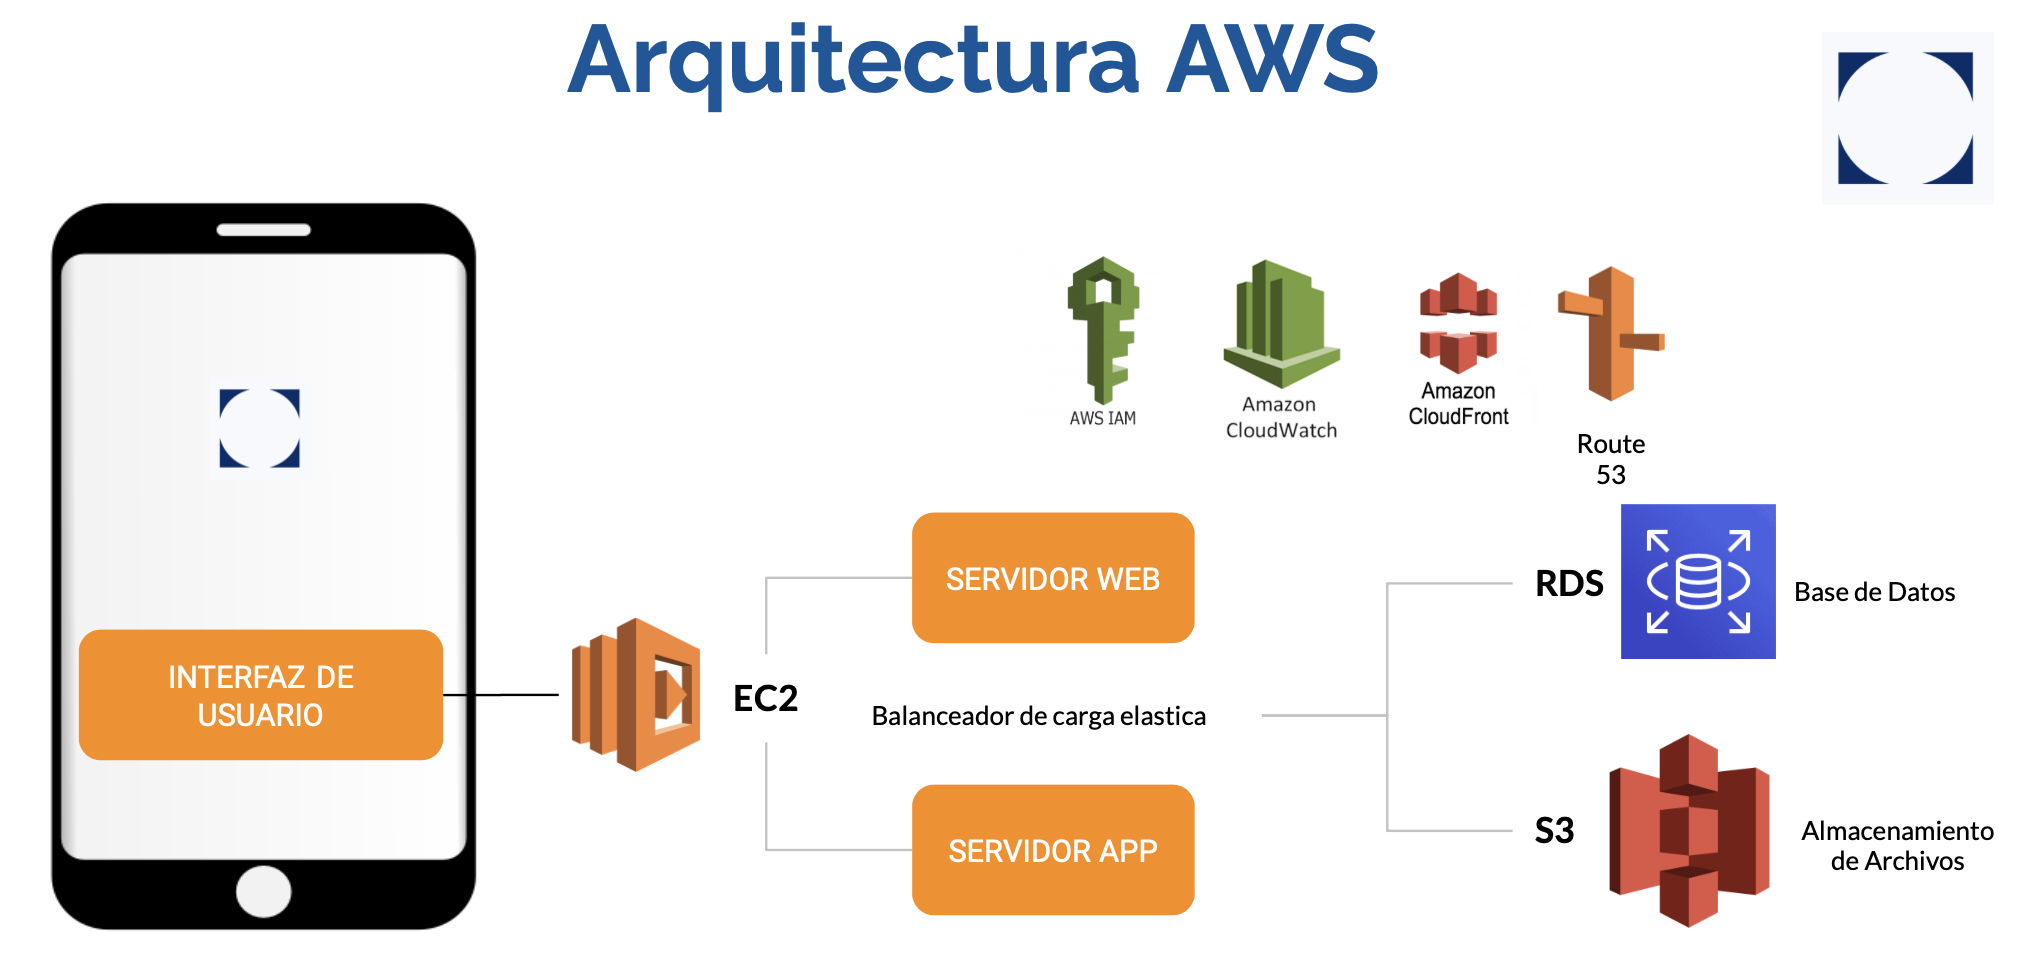 Arquitectura AWS
AWS IAM
Amazon
CloudWatch
Amazon
CloudFront
Route
53
INTERFAZ DE
USUARIO
EC2
SERVIDOR WEB
Balanceador de carga elastica
SERVIDOR APP
RDS
Base de Datos
S3
Almacenamiento
de Archivos